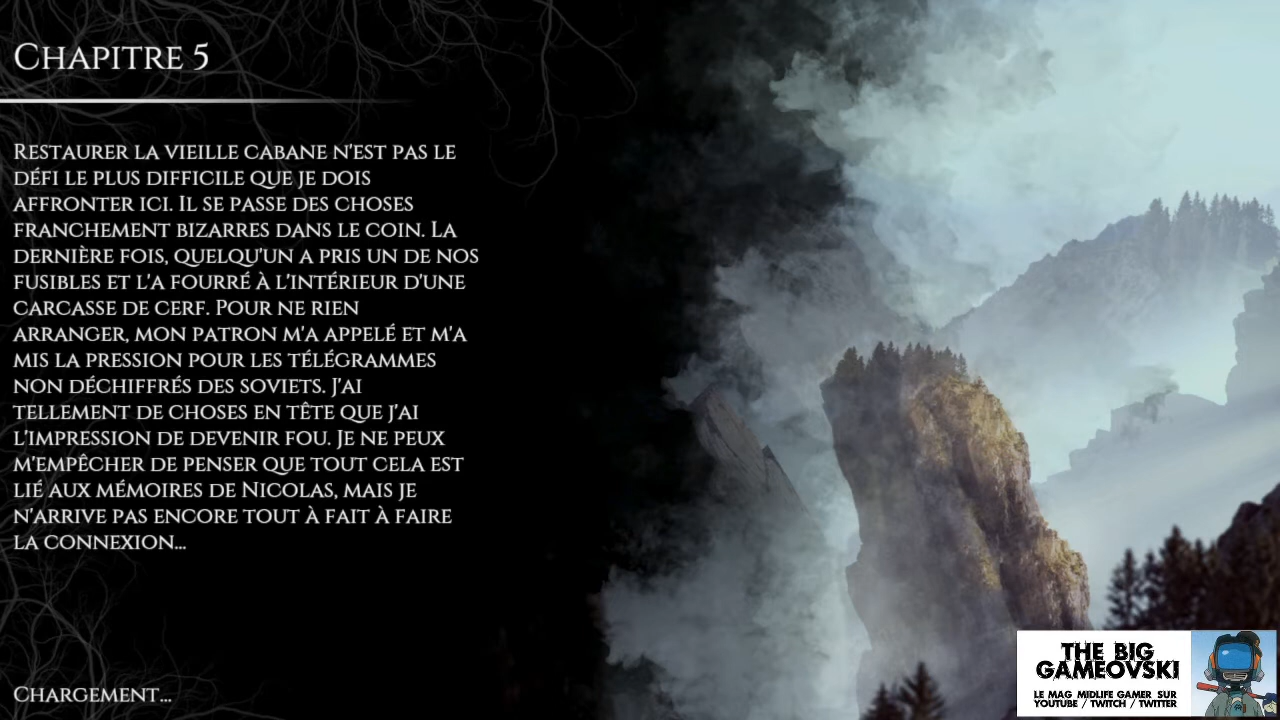 Chapitre 5
Restaurer la vieille cabane n'est pas le
défi le plus difficile que je dois
affronter ici. Il se passe des choses
franchement bizarres dans le coin. La
dernière fois, quelqu'un a pris un de nos
fusibles et l'a fourré à l'intérieur d'une
carcasse de cerf. Pour ne rien
arranger, mon patron m'a appelé et m'a
mis la pression pour les télégrammes
non déchiffrés des soviets. J'ai
tellement de choses en tête que j'ai
l'impression de devenir fou. Je ne peux
m'empêcher de penser que tout cela est
lié aux mémoires de Nicolas, mais je
n'arrive pas encore tout à fait à faire
la connexion...
Chargement...
THE BIG
GAMEOVSKI
LE MAG MIDLIFE GAMER SUR
YOUTUBE / TWITCH / TWITTER